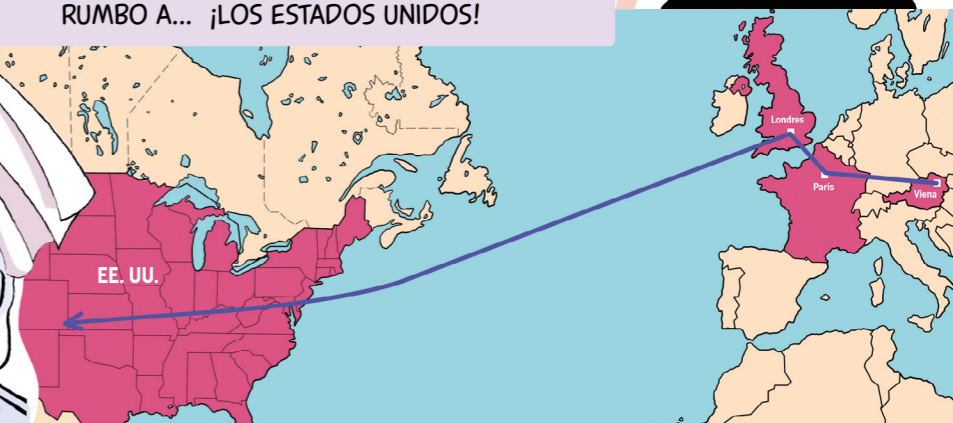 RUMBO A... ¡LOS ESTADOS UNIDOS!
Londres
París
Viena
EE. UU.